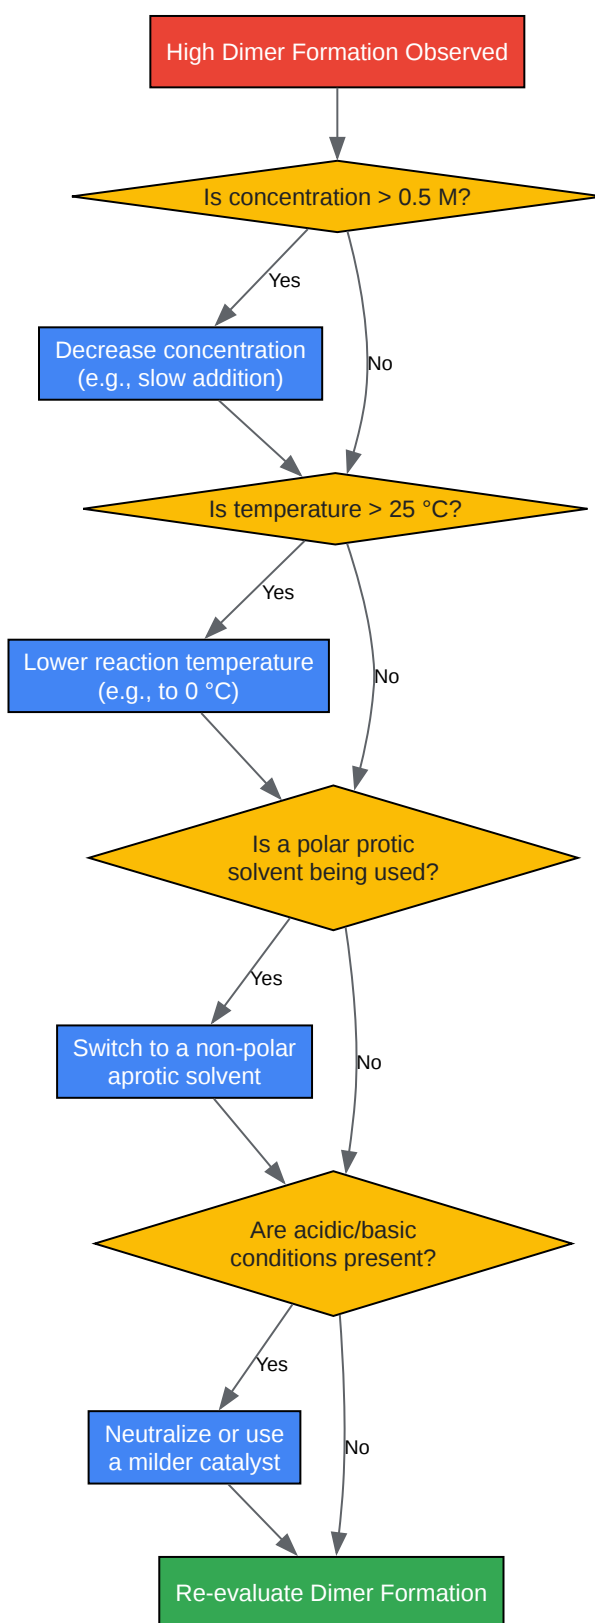 High Dimer Formation Observed
Is concentration > 0.5 M?
Yes
Decrease concentration
(e.g., slow addition)
No
Is temperature > 25 °C?
Yes
Lower reaction temperature
(e.g., to 0 °C)
No
Is a polar protic
solvent being used?
Yes
Switch to a non-polar
aprotic solvent
No
Are acidic/basic
conditions present?
Yes
Neutralize or use
a milder catalyst
No
Re-evaluate Dimer Formation